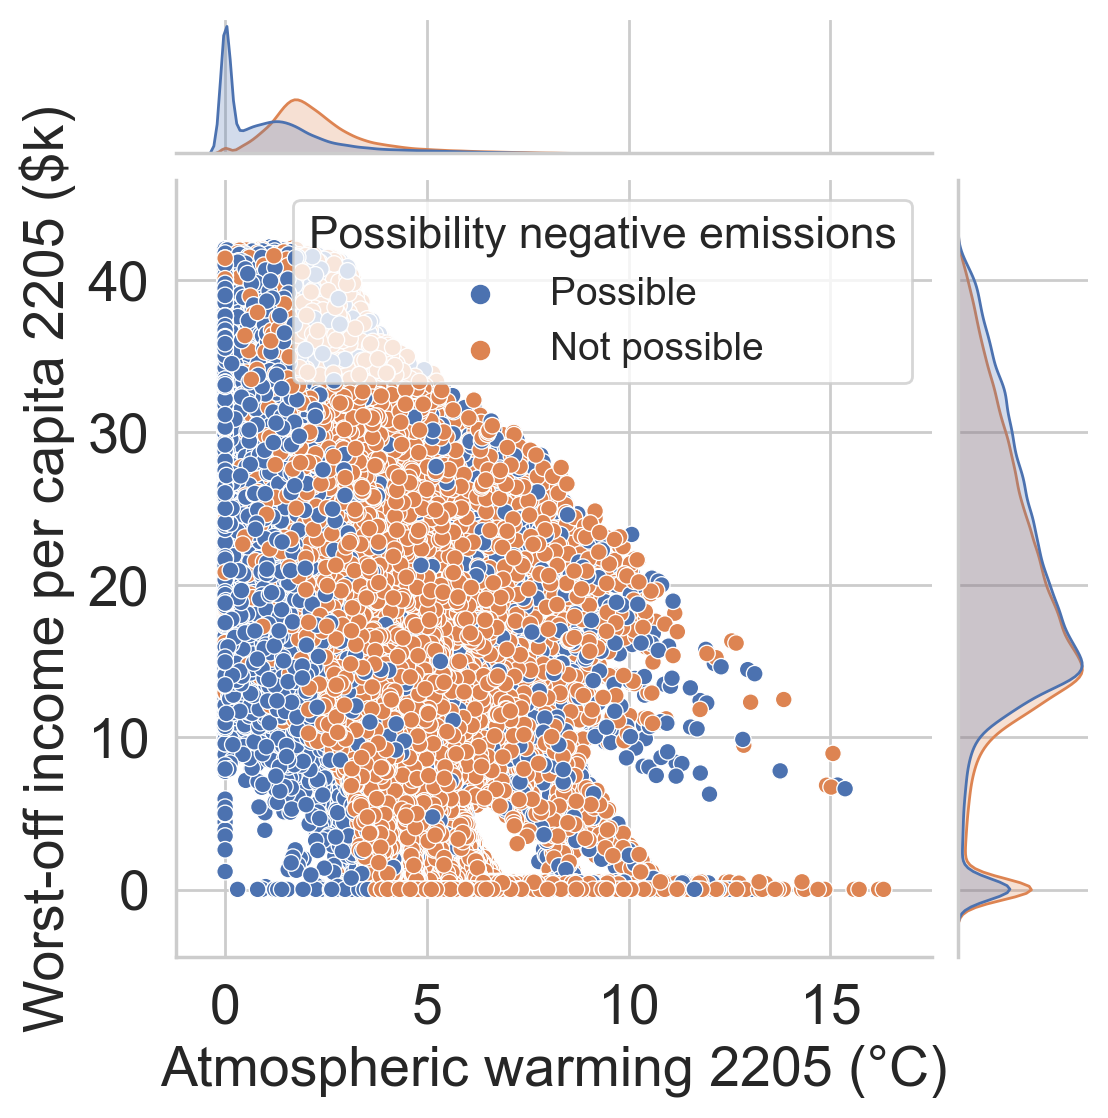 Worst-off income per capita 2205 ($k)
Possibility negative emissions
Possible
Not possible
40
30
20
10
0
0 5 10 15
Atmospheric warming 2205 (°C)